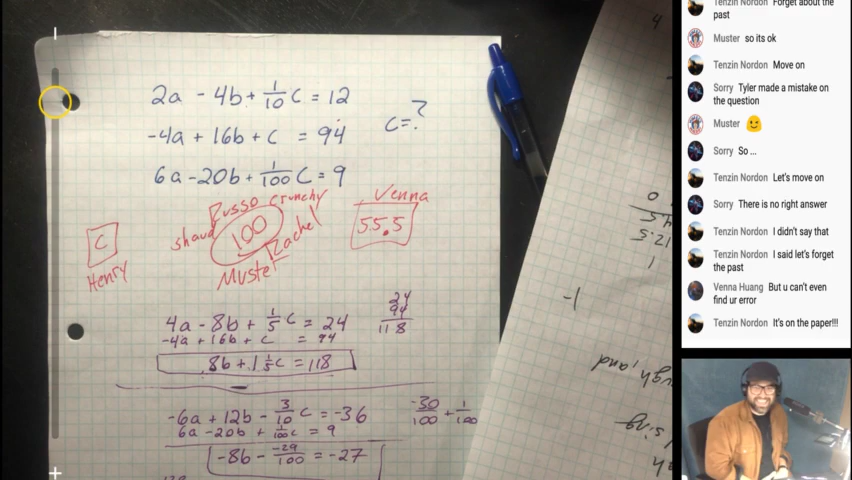 2a - 4b + 1/10 c = 12
-4a + 16b + c = 94
c = ?
6a - 20b + 1/100 c = 9
Russo crunchy
Venna
shaud
100
Rachel
55.5
C
Henry
Muster
4a - 8b + 1/5 c = 24
-4a + 16b + c = 94
24
94
118
8b + 1 1/5 c = 118
-6a + 12b - 3/10 c = -36
6a - 20b + 1/100 c = 9
-30/100 + 1/100
-8b - -29/100 = -27
-1
Tenzin Nordon Forget about the
past
Muster so its ok
Tenzin Nordon Move on
Sorry Tyler made a mistake on
the question
Muster 🙂
Sorry So ...
Tenzin Nordon Let's move on
Sorry There is no right answer
Tenzin Nordon I didn't say that
Tenzin Nordon I said let's forget
the past
Venna Huang But u can't even
find ur error
Tenzin Nordon It's on the paper!!!